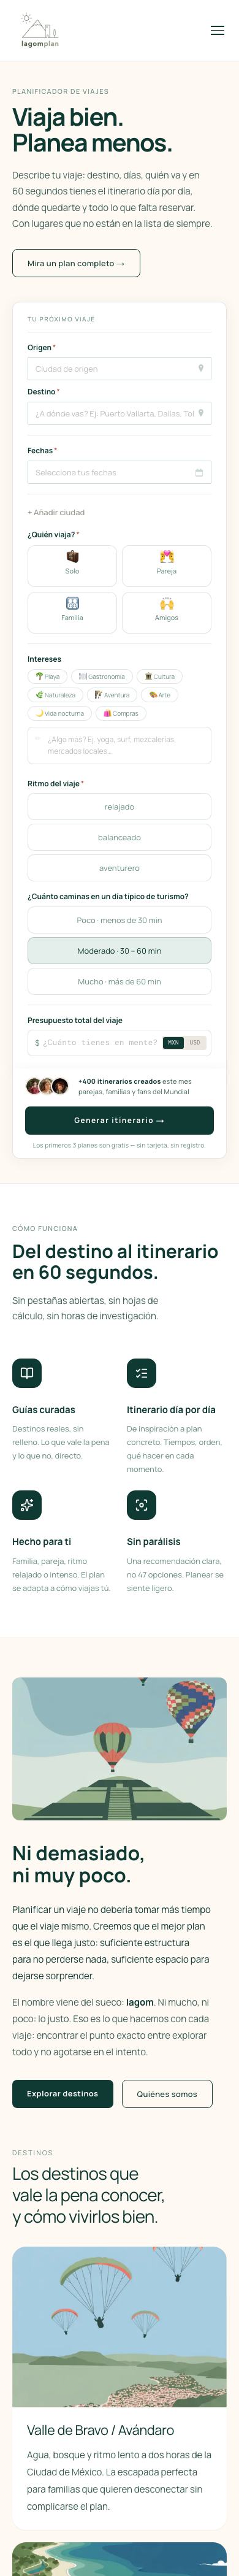 lagomplan
PLANIFICADOR DE VIAJES
Viaja bien.
Planea menos.
Describe tu viaje: destino, días, quién va y en
60 segundos tienes el itinerario día por día,
dónde quedarte y todo lo que falta reservar.
Con lugares que no están en la lista de siempre.
Mira un plan completo →
TU PRÓXIMO VIAJE
Origen *
Ciudad de origen
Destino *
¿A dónde vas? Ej: Puerto Vallarta, Dallas, Tol
Fechas *
Selecciona tus fechas
+ Añadir ciudad
¿Quién viaja? *
Solo
Pareja
Familia
Amigos
Intereses
Playa
Gastronomía
Cultura
Naturaleza
Aventura
Arte
Vida nocturna
Compras
¿Algo más? Ej. yoga, surf, mezcalerías,
mercados locales...
Ritmo del viaje *
relajado
balanceado
aventurero
¿Cuánto caminas en un día típico de turismo?
Poco · menos de 30 min
Moderado · 30 – 60 min
Mucho · más de 60 min
Presupuesto total del viaje
$ ¿Cuánto tienes en mente? MXN USD
+400 itinerarios creados este mes
parejas, familias y fans del Mundial
Generar itinerario →
Los primeros 3 planes son gratis — sin tarjeta, sin registro.
CÓMO FUNCIONA
Del destino al itinerario
en 60 segundos.
Sin pestañas abiertas, sin hojas de
cálculo, sin horas de investigación.
Guías curadas
Destinos reales, sin
relleno. Lo que vale la pena
y lo que no, directo.
Itinerario día por día
De inspiración a plan
concreto. Tiempos, orden,
qué hacer en cada
momento.
Hecho para ti
Familia, pareja, ritmo
relajado o intenso. El plan
se adapta a cómo viajas tú.
Sin parálisis
Una recomendación clara,
no 47 opciones. Planear se
siente ligero.
Ni demasiado,
ni muy poco.
Planificar un viaje no debería tomar más tiempo
que el viaje mismo. Creemos que el mejor plan
es el que llega justo: suficiente estructura
para no perderse nada, suficiente espacio para
dejarse sorprender.
El nombre viene del sueco: lagom. Ni mucho, ni
poco: lo justo. Eso es lo que hacemos con cada
viaje: encontrar el punto exacto entre explorar
todo y no agotarse en el intento.
Explorar destinos
Quiénes somos
DESTINOS
Los destinos que
vale la pena conocer,
y cómo vivirlos bien.
Valle de Bravo / Avándaro
Agua, bosque y ritmo lento a dos horas de la
Ciudad de México. La escapada perfecta
para familias que quieren desconectar sin
complicarse el plan.